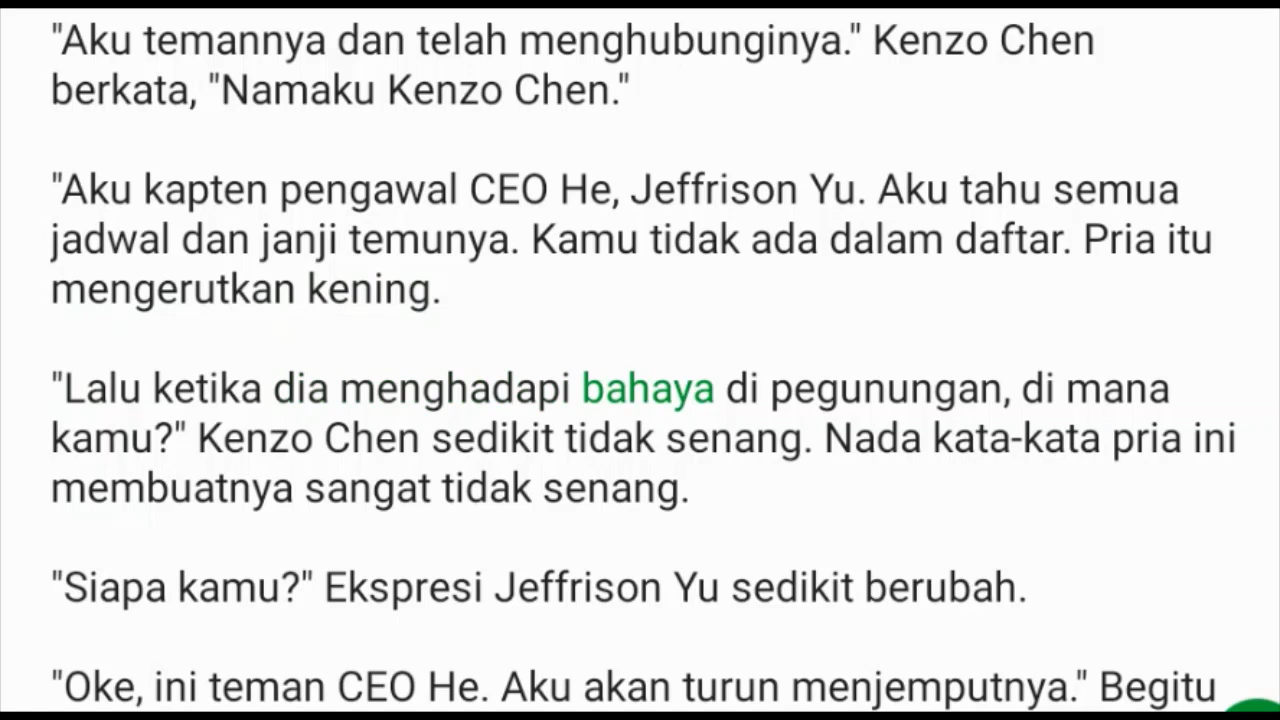 "Aku temannya dan telah menghubunginya." Kenzo Chen
berkata, "Namaku Kenzo Chen."
"Aku kapten pengawal CEO He, Jeffrison Yu. Aku tahu semua
jadwal dan janji temunya. Kamu tidak ada dalam daftar. Pria itu
mengerutkan kening.
"Lalu ketika dia menghadapi bahaya di pegunungan, di mana
kamu?" Kenzo Chen sedikit tidak senang. Nada kata-kata pria ini
membuatnya sangat tidak senang.
"Siapa kamu?" Ekspresi Jeffrison Yu sedikit berubah.
"Oke, ini teman CEO He. Aku akan turun menjemputnya." Begitu